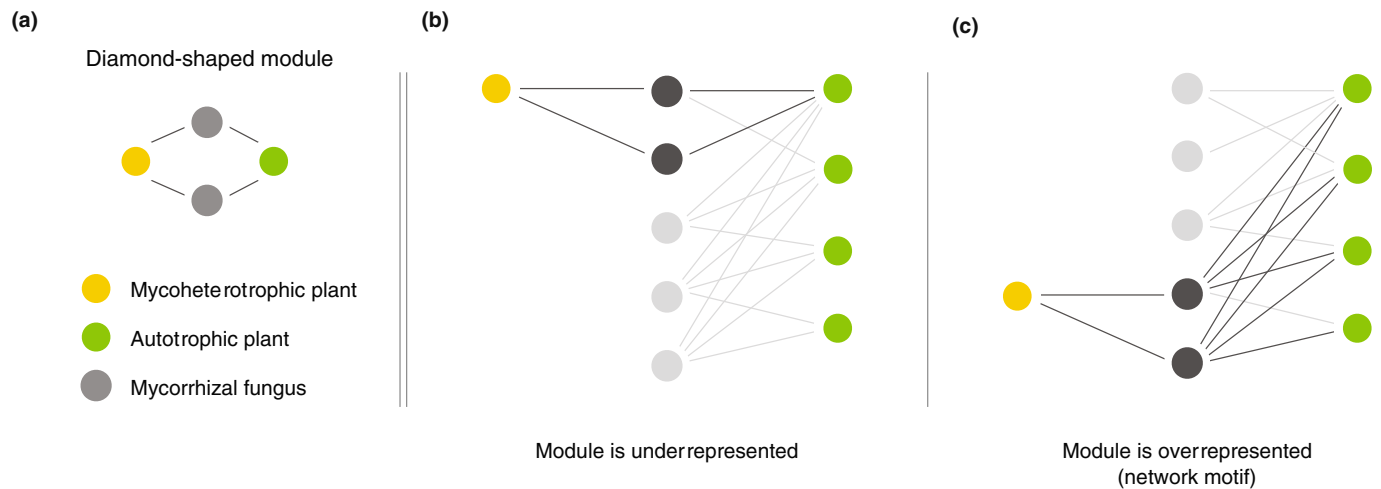 (a)
Diamond-shaped module
Mycoheterotrophic plant
Autotrophic plant
Mycorrhizal fungus
(b)
Module is underrepresented
(c)
Module is overrepresented
(network motif)